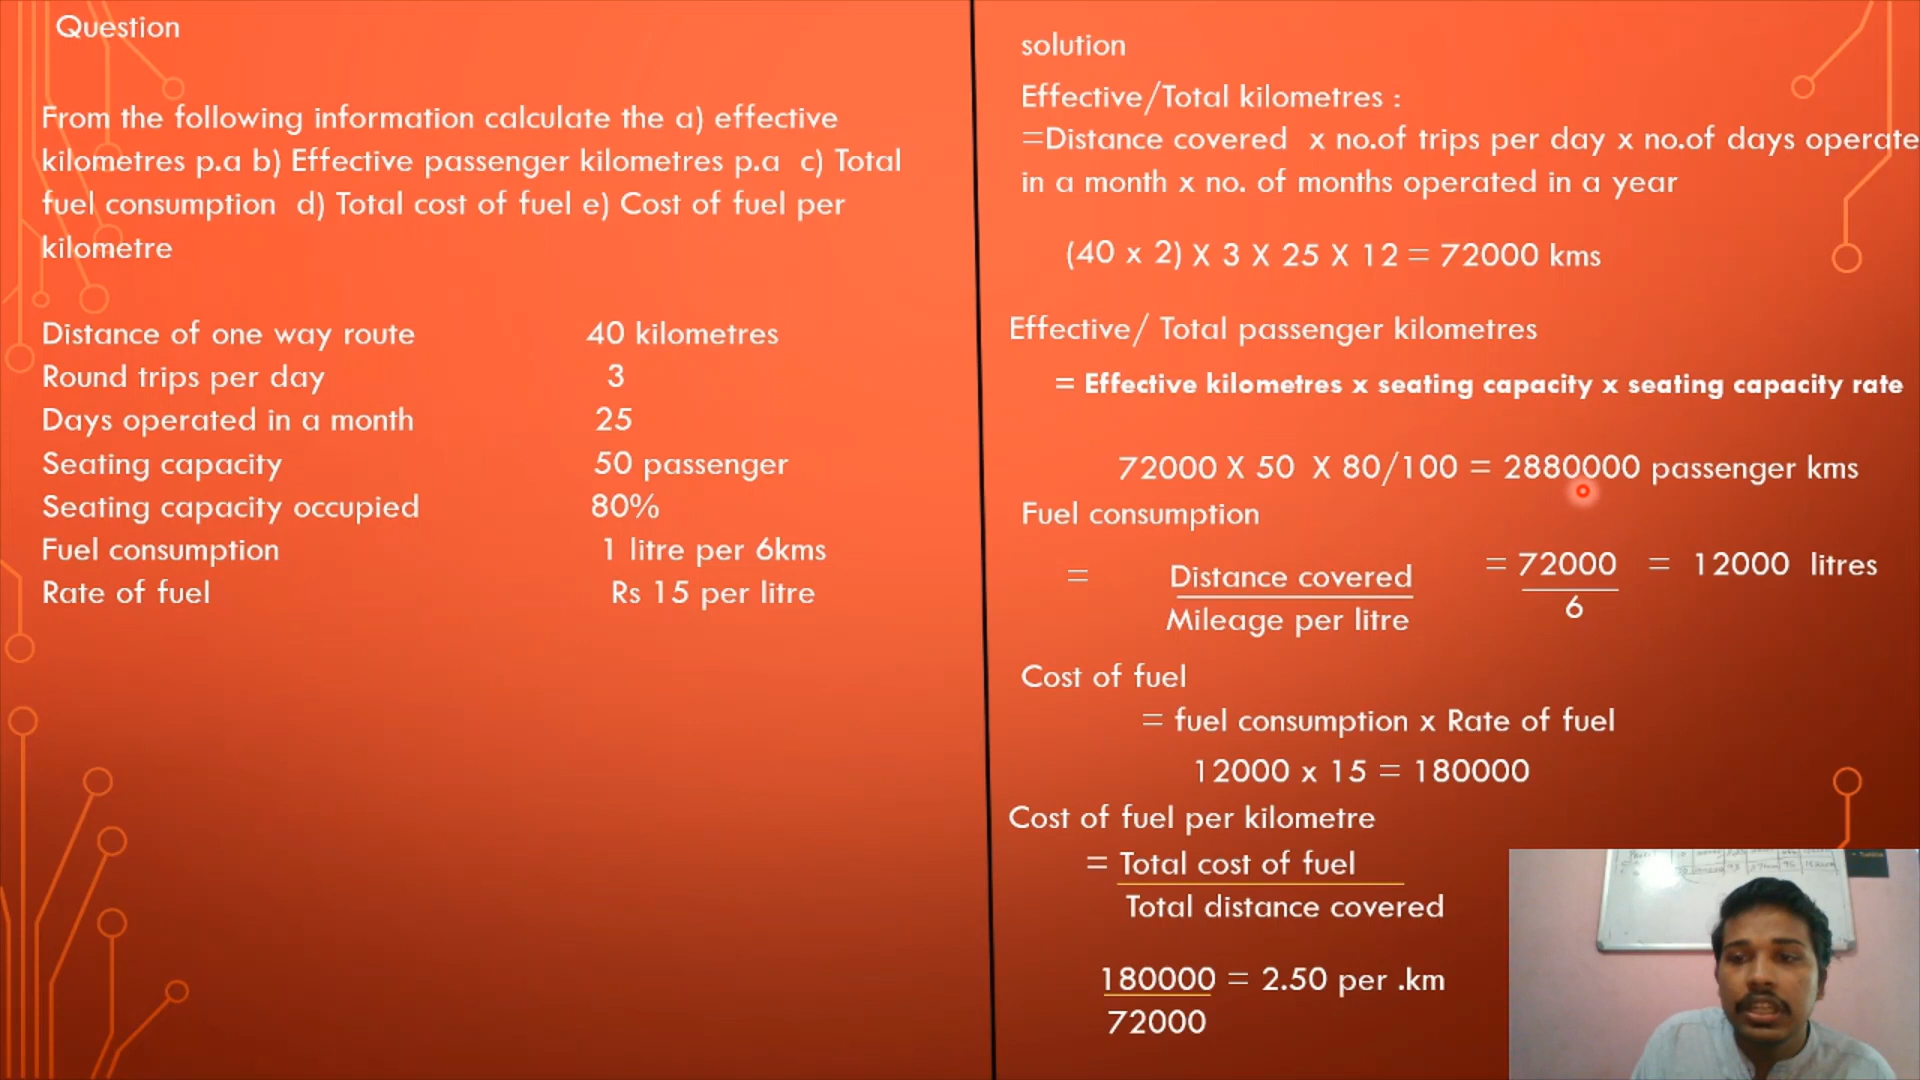 Question
From the following information calculate the a) effective
kilometres p.a b) Effective passenger kilometres p.a c) Total
fuel consumption d) Total cost of fuel e) Cost of fuel per
kilometre
Distance of one way route 40 kilometres
Round trips per day 3
Days operated in a month 25
Seating capacity 50 passenger
Seating capacity occupied 80%
Fuel consumption 1 litre per 6kms
Rate of fuel Rs 15 per litre
solution
Effective/Total kilometres :
=Distance covered x no.of trips per day x no.of days operate
in a month x no. of months operated in a year
(40 x 2) X 3 X 25 X 12 = 72000 kms
Effective/ Total passenger kilometres
= Effective kilometres x seating capacity x seating capacity rate
72000 X 50 X 80/100 = 2880000 passenger kms
Fuel consumption
= Distance covered = 72000 = 12000 litres
Mileage per litre 6
Cost of fuel
= fuel consumption x Rate of fuel
12000 x 15 = 180000
Cost of fuel per kilometre
= Total cost of fuel
Total distance covered
180000 = 2.50 per .km
72000